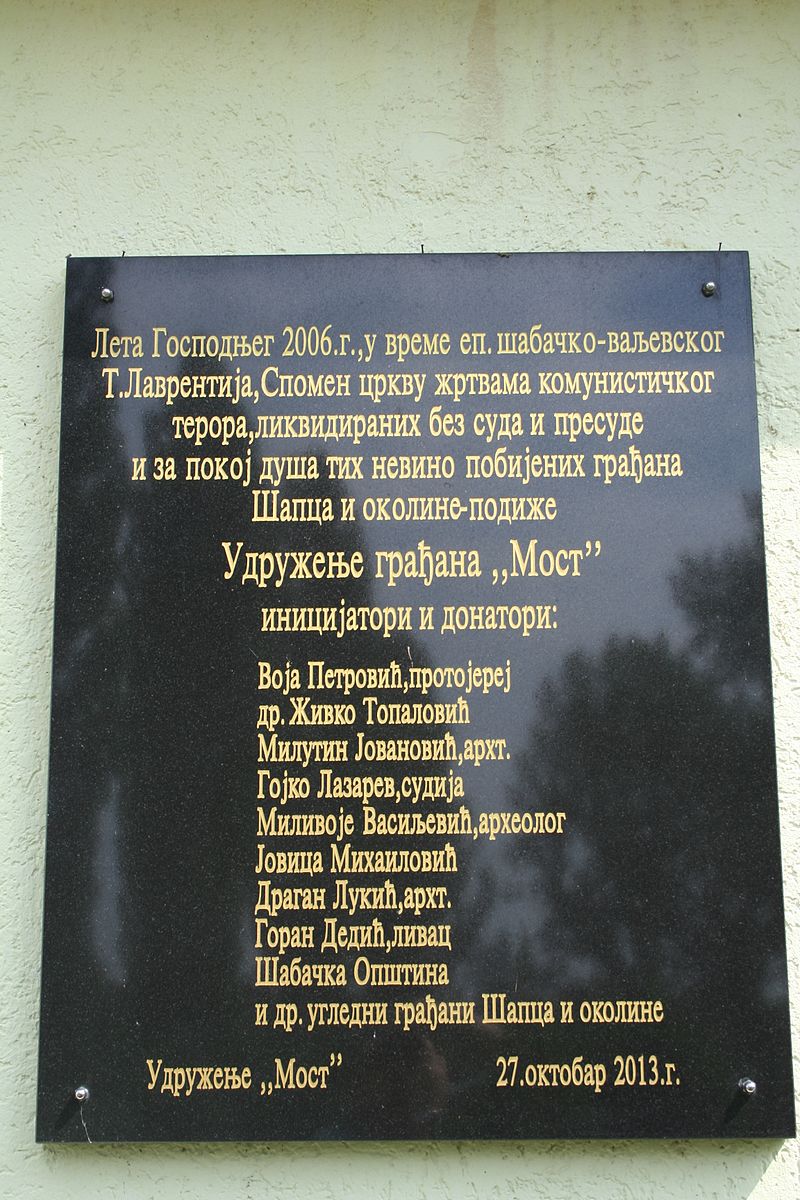 Лета Господњег 2006.г.,у време еп. шабачко-ваљевског
Т.Лаврентија,Спомен цркву жртвама комунистичког
терора,ликвидираних без суда и пресуде
и за покој душа тих невино побијених грађана
Шапца и околине-подиже
Удружење грађана ,,Мост’’
иницијатори и донатори:
Воја Петровић,протојереј
др. Живко Топаловић
Милутин Јовановић,архт.
Гојко Лазарев,судија
Миливоје Васиљевић,археолог
Јовица Михаиловић
Драган Лукић,архт.
Горан Дедић,ливац
Шабачка Општина
и др. угледни грађани Шапца и околине
Удружење ,,Мост’’ 27.октобар 2013.г.